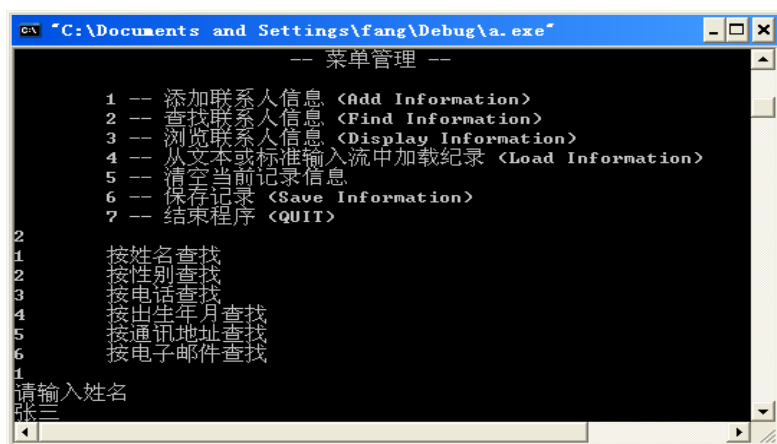 "C:\Documents and Settings\fang\Debug\a.exe"
-- 菜单管理 --
1 -- 添加联系人信息 (Add Information)
2 -- 查找联系人信息 (Find Information)
3 -- 浏览联系人信息 (Display Information)
4 -- 从文本或标准输入流中加载纪录 (Load Information)
5 -- 清空当前记录信息
6 -- 保存记录 (Save Information)
7 -- 结束程序 (QUIT)
2
1 按姓名查找
2 按性别查找
3 按电话查找
4 按出生年月查找
5 按通讯地址查找
6 按电子邮件查找
1
请输入姓名
张三